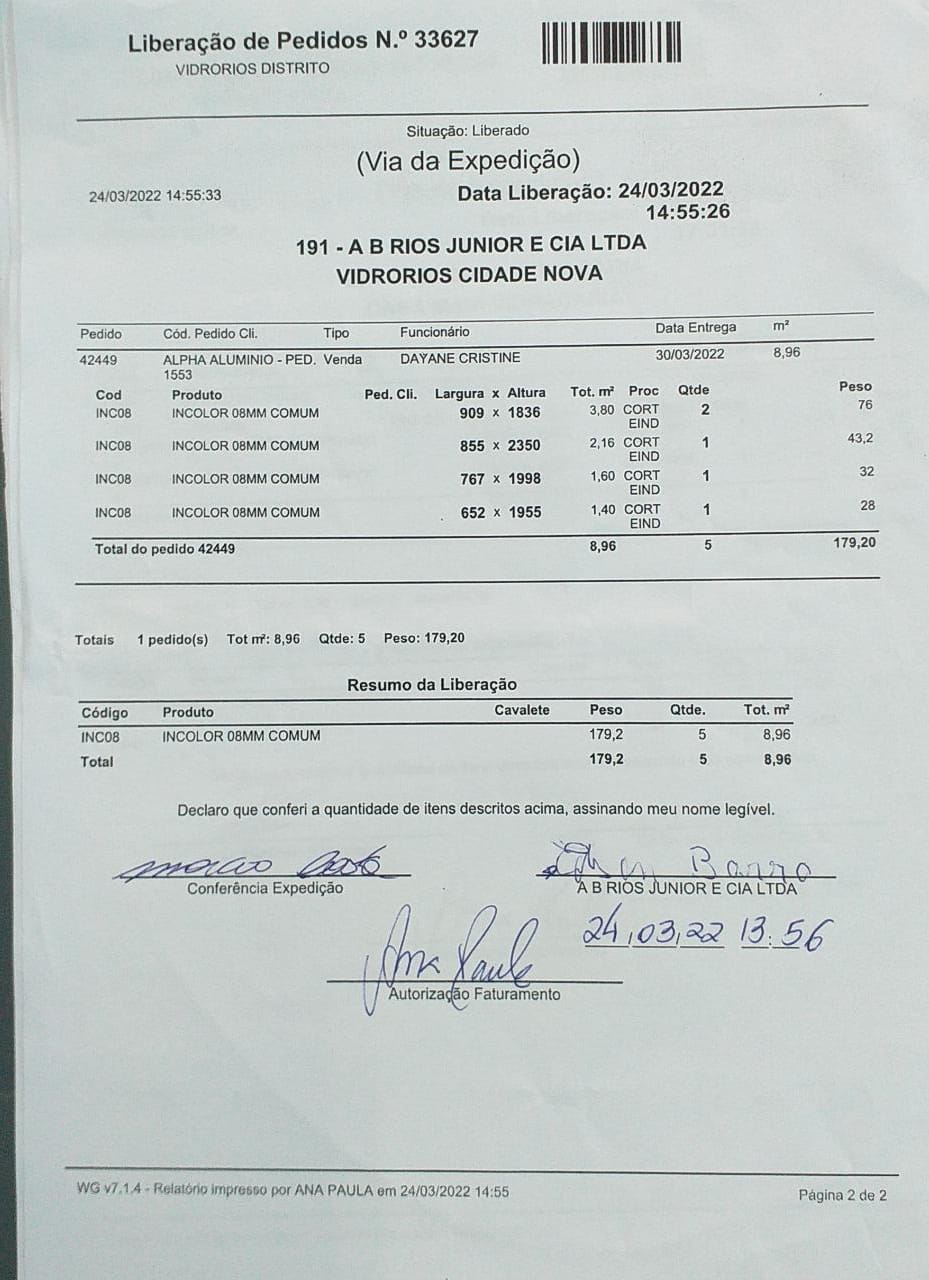 Liberação de Pedidos N.º 33627
VIDRORIOS DISTRITO
Situação: Liberado
(Via da Expedição)
24/03/2022 14:55:33 Data Liberação: 24/03/2022
14:55:26
191 - A B RIOS JUNIOR E CIA LTDA
VIDRORIOS CIDADE NOVA
Pedido Cód. Pedido Cli. Tipo Funcionário Data Entrega m²
42449 ALPHA ALUMINIO - PED. Venda DAYANE CRISTINE 30/03/2022 8,96
1553
Cod Produto Ped. Cli. Largura x Altura Tot. m² Proc Qtde Peso
INC08 INCOLOR 08MM COMUM 909 x 1836 3,80 CORT 2 76
EIND
INC08 INCOLOR 08MM COMUM 855 x 2350 2,16 CORT 1 43,2
EIND
INC08 INCOLOR 08MM COMUM 767 x 1998 1,60 CORT 1 32
EIND
INC08 INCOLOR 08MM COMUM 652 x 1955 1,40 CORT 1 28
EIND
Total do pedido 42449 8,96 5 179,20
Totais 1 pedido(s) Tot m²: 8,96 Qtde: 5 Peso: 179,20
Resumo da Liberação
Código Produto Cavalete Peso Qtde. Tot. m²
INC08 INCOLOR 08MM COMUM 179,2 5 8,96
Total 179,2 5 8,96
Declaro que conferi a quantidade de itens descritos acima, assinando meu nome legível.
Barro
Conferência Expedição A B RIOS JUNIOR E CIA LTDA
24,03,22 13:56
Ana Paula
Autorização Faturamento
WG v7.1.4 - Relatório impresso por ANA PAULA em 24/03/2022 14:55
Página 2 de 2